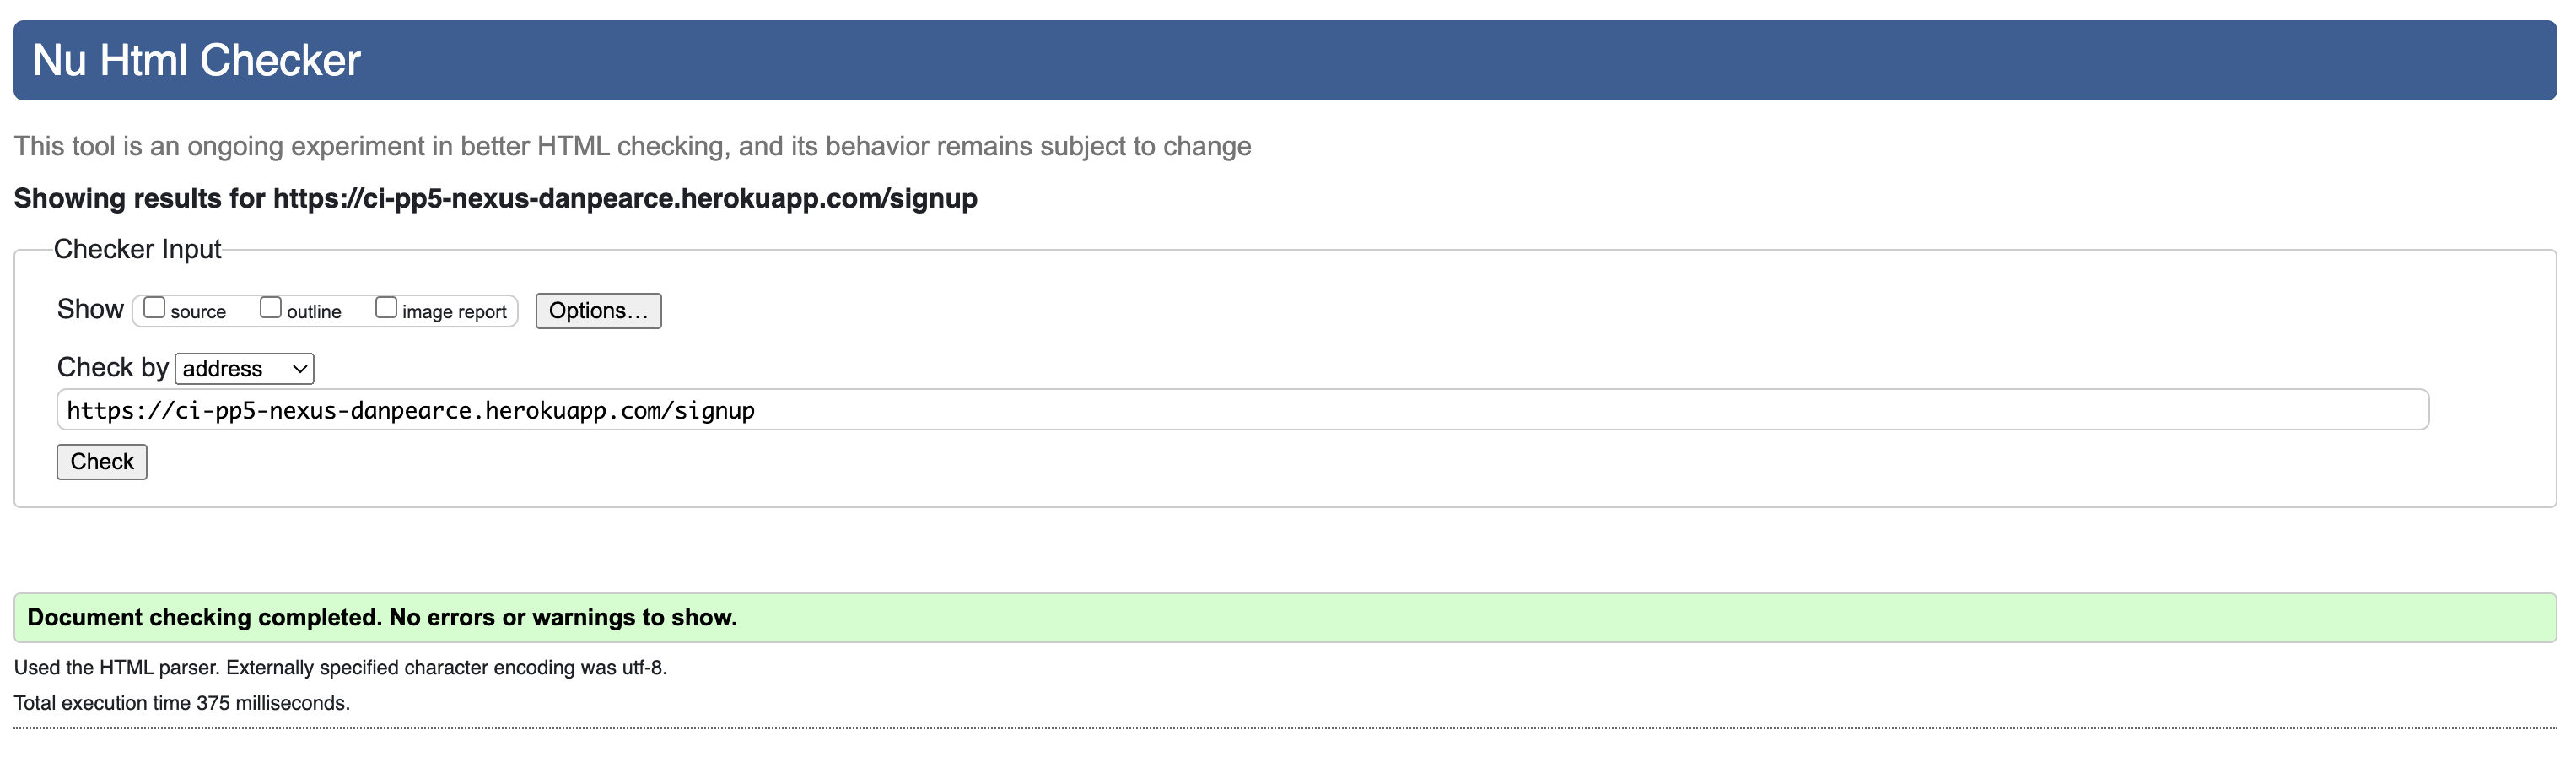 Nu Html Checker
This tool is an ongoing experiment in better HTML checking, and its behavior remains subject to change
Showing results for https://ci-pp5-nexus-danpearce.herokuapp.com/signup
Checker Input
Show source outline image report Options…
Check by address
https://ci-pp5-nexus-danpearce.herokuapp.com/signup
Check
Document checking completed. No errors or warnings to show.
Used the HTML parser. Externally specified character encoding was utf-8.
Total execution time 375 milliseconds.